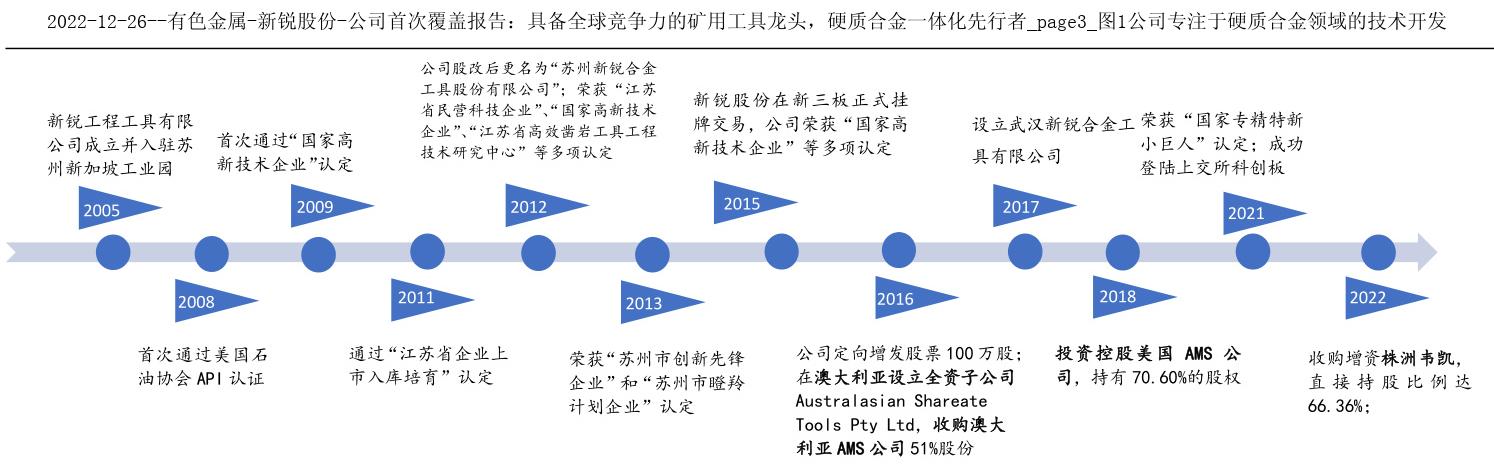 2022-12-26--有色金属-新锐股份-公司首次覆盖报告：具备全球竞争力的矿用工具龙头，硬质合金一体化先行者_page3_图1公司专注于硬质合金领域的技术开发
新锐工程工具有限
公司成立并入驻苏
州新加坡工业园
2005
首次通过美国石
油协会API认证
2008
首次通过“国家高
新技术企业”认定
2009
通过“江苏省企业上
市入库培育”认定
2011
公司股改后更名为“苏州新锐合金
工具股份有限公司”；荣获“江苏
省民营科技企业”、“国家高新技术
企业”、“江苏省高效凿岩工具工程
技术研究中心”等多项认定
2012
荣获“苏州市创新先锋
企业”和“苏州市瞪羚
计划企业”认定
2013
新锐股份在新三板正式挂
牌交易，公司荣获“国家高
新技术企业”等多项认定
2015
公司定向增发股票100万股；
在澳大利亚设立全资子公司
Australasian Shareate
Tools Pty Ltd，收购澳大
利亚AMS公司51%股份
2016
设立武汉新锐合金工
具有限公司
2017
投资控股美国 AMS 公
司，持有70.60%的股权
2018
荣获“国家专精特新
小巨人”认定；成功
登陆上交所科创板
2021
收购增资株洲韦凯，
直接持股比例达
66.36%；
2022